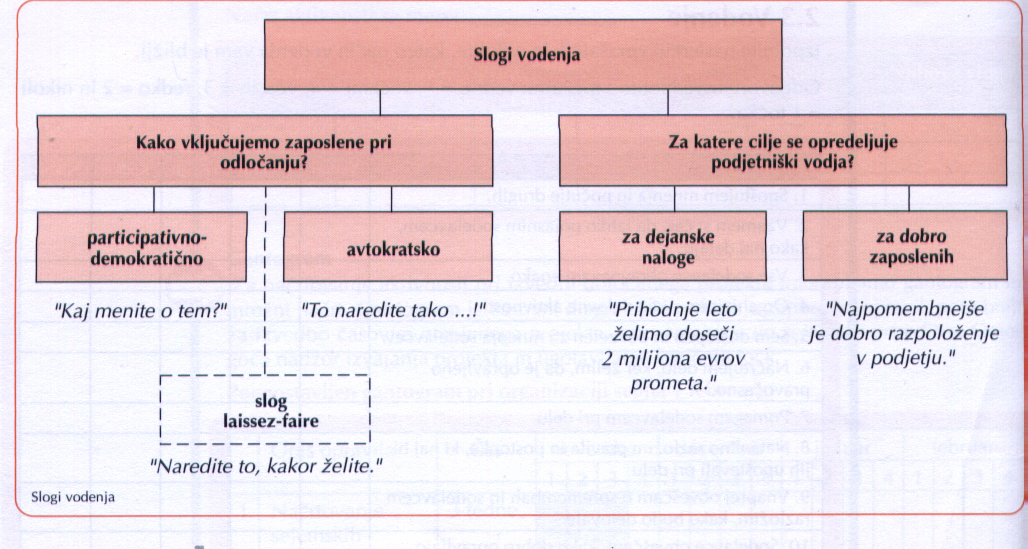 Slogi vodenja
Kako vključujemo zaposlene pri
odločanju?
Za katere cilje se opredeljuje
podjetniški vodja?
participativno-
demokratično
avtokratsko
za dejanske
naloge
za dobro
zaposlenih
"Kaj menite o tem?"
"To naredite tako ...!"
"Prihodnje leto
želimo doseči
2 milijona evrov
prometa."
"Najpomembnejše
je dobro razpoloženje
v podjetju."
slog
laissez-faire
"Naredite to, kakor želite."
Slogi vodenja